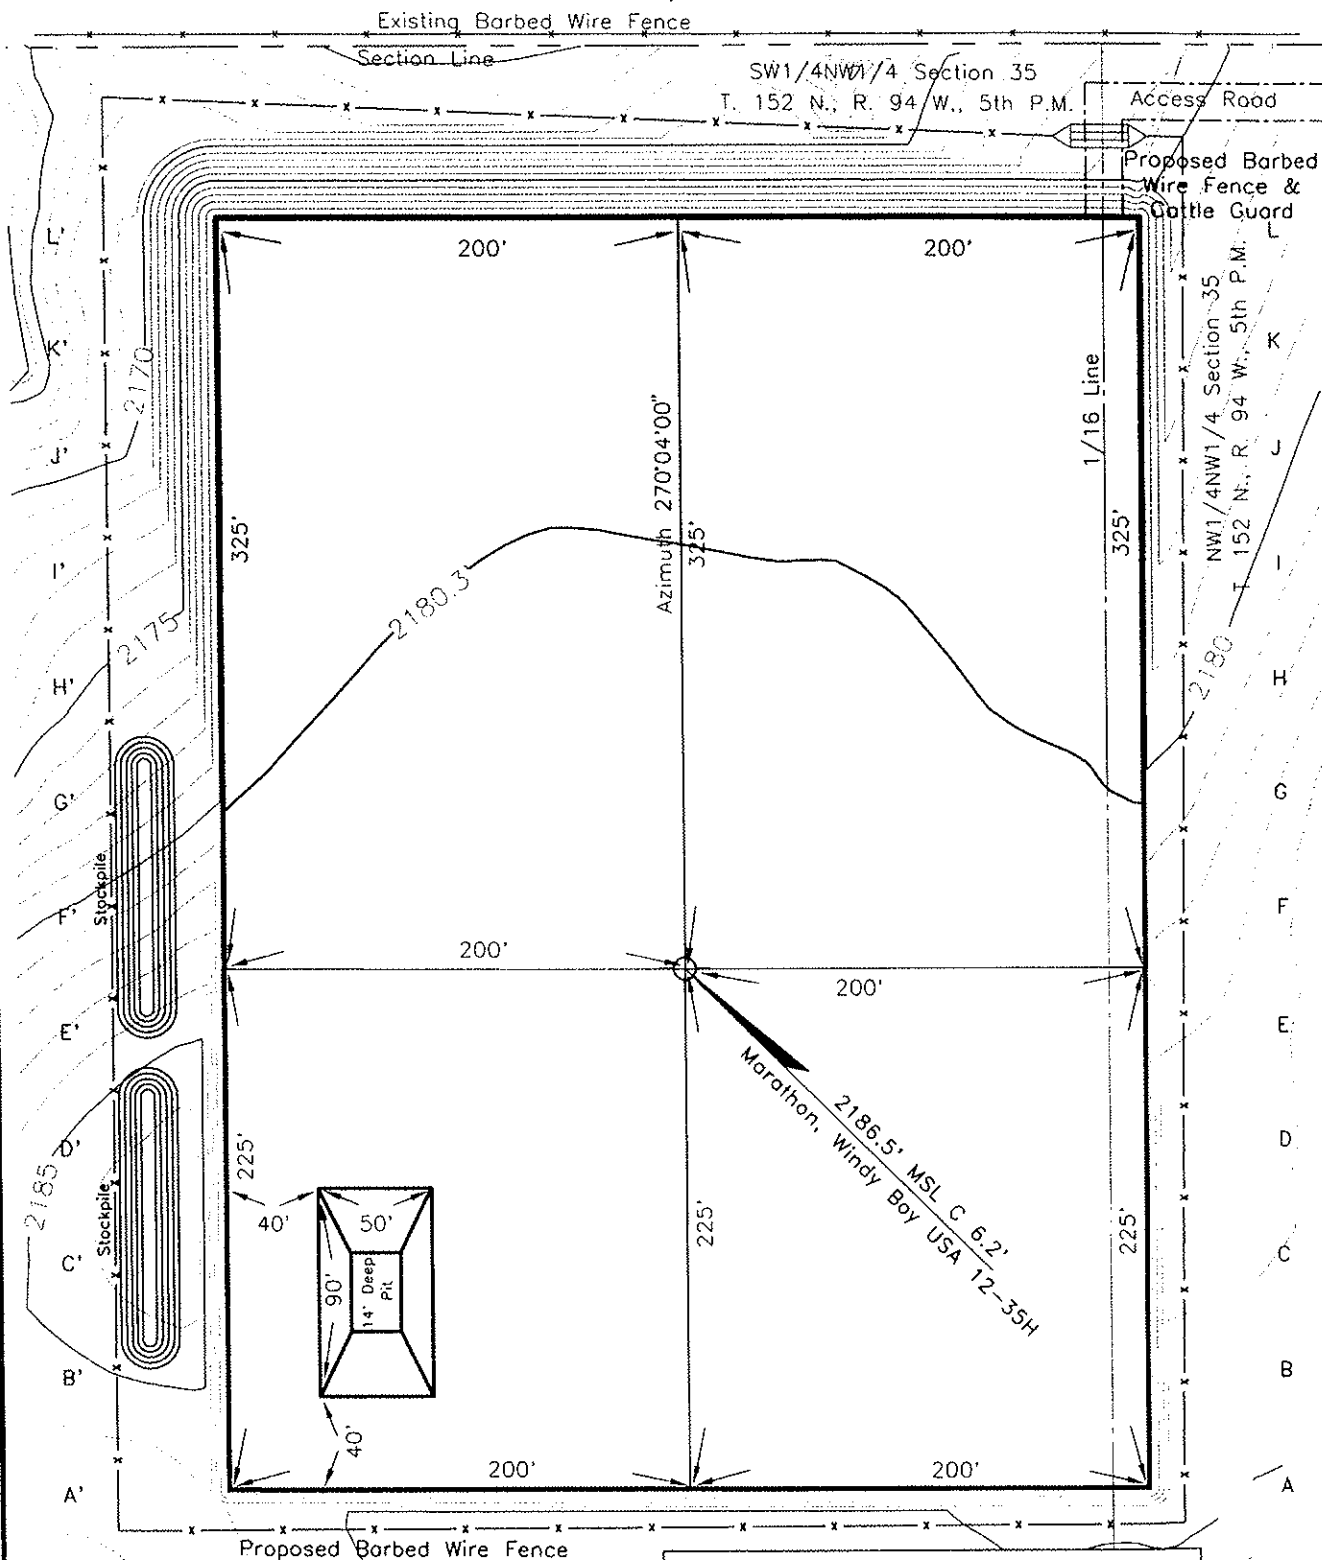 Existing Barbed Wire Fence
Section Line
SW1/4NW1/4 Section 35
T. 152 N., R. 94 W., 5th P.M.
Access Road
Proposed Barbed
Wire Fence &
Cattle Guard
L'
200'
200'
L
K'
K
2170
J'
J
325'
Azimuth 270°04'00"
325'
1/16 Line
325'
NW1/4NW1/4 Section 35
T. 152 N., R. 94 W., 5th P.M.
I'
I
2180.3'
2175
2180
H'
H
G'
G
Stockpile
F'
F
200'
200'
E'
E
Marathon, Windy Boy USA 12-35H
2186.5' MSL C 6.2'
D'
D
2185
225'
225'
225'
40'
50'
Stockpile
C'
C
90'
14' Deep
Pit
B'
B
40'
200'
200'
A'
A
Proposed Barbed Wire Fence